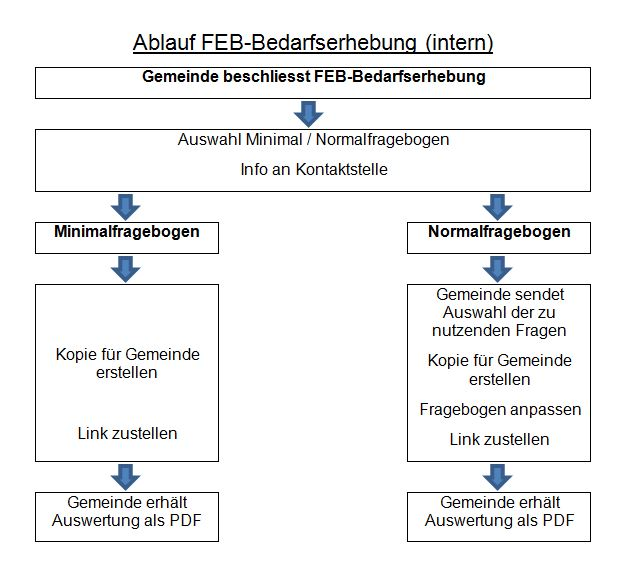 Ablauf FEB-Bedarfserhebung (intern)
Gemeinde beschliesst FEB-Bedarfserhebung
Auswahl Minimal / Normalfragebogen
Info an Kontaktstelle
Minimalfragebogen
Kopie für Gemeinde
erstellen
Link zustellen
Gemeinde erhält
Auswertung als PDF
Normalfragebogen
Gemeinde sendet
Auswahl der zu
nutzenden Fragen
Kopie für Gemeinde
erstellen
Fragebogen anpassen
Link zustellen
Gemeinde erhält
Auswertung als PDF